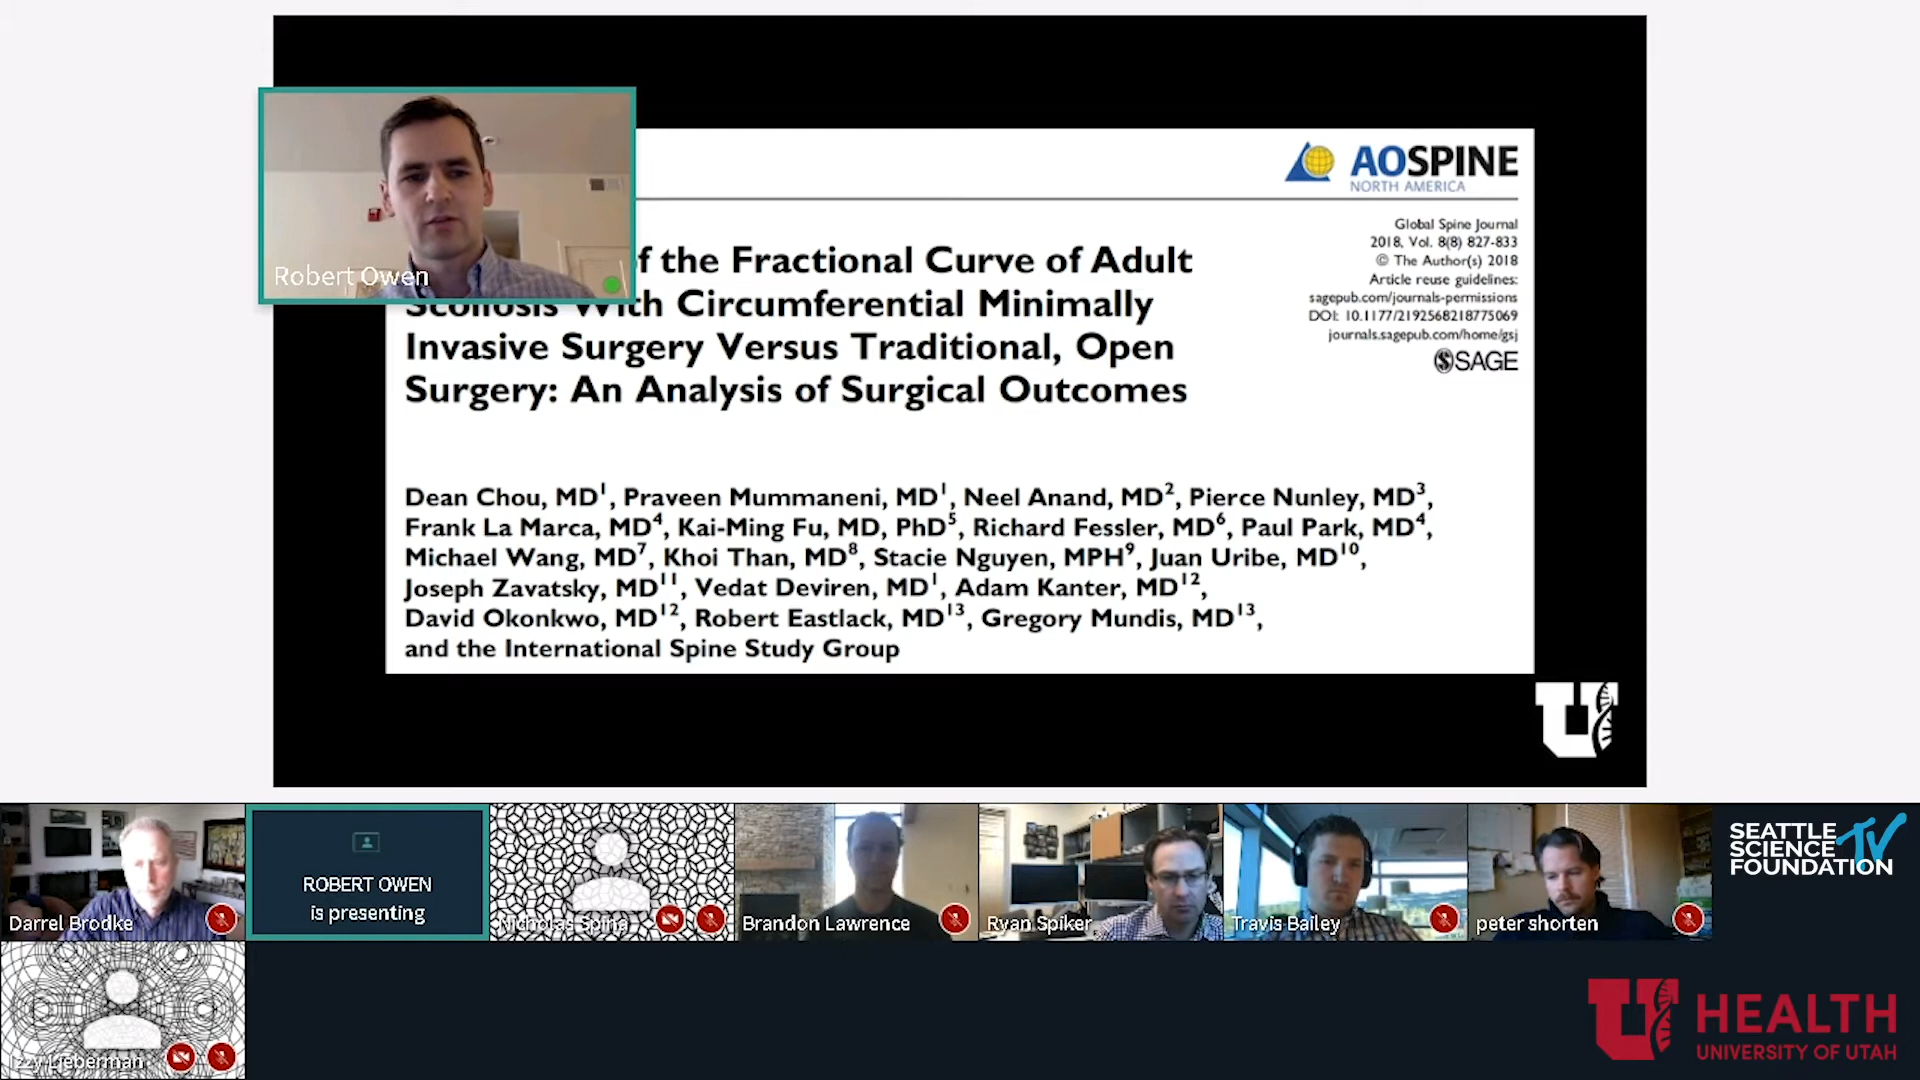 AOSPINE
NORTH AMERICA
Robert Owen
Global Spine Journal
2018, Vol. 8(8) 827-833
© The Author(s) 2018
Article reuse guidelines:
sagepub.com/journals-permissions
DOI: 10.1177/2192568218775069
journals.sagepub.com/home/gsj
SAGE
of the Fractional Curve of Adult
Scoliosis With Circumferential Minimally
Invasive Surgery Versus Traditional, Open
Surgery: An Analysis of Surgical Outcomes
Dean Chou, MD1, Praveen Mummaneni, MD1, Neel Anand, MD2, Pierce Nunley, MD3,
Frank La Marca, MD4, Kai-Ming Fu, MD, PhD5, Richard Fessler, MD6, Paul Park, MD4,
Michael Wang, MD7, Khoi Than, MD8, Stacie Nguyen, MPH9, Juan Uribe, MD10,
Joseph Zavatsky, MD11, Vedat Deviren, MD1, Adam Kanter, MD12,
David Okonkwo, MD12, Robert Eastlack, MD13, Gregory Mundis, MD13,
and the International Spine Study Group
U
Darrel Brodke
ROBERT OWEN
is presenting
Nicholas Spina
Brandon Lawrence
Ryan Spiker
Travis Bailey
peter shorten
SEATTLE
SCIENCE
FOUNDATION
TV
Izzy Lieberman
U HEALTH
UNIVERSITY OF UTAH